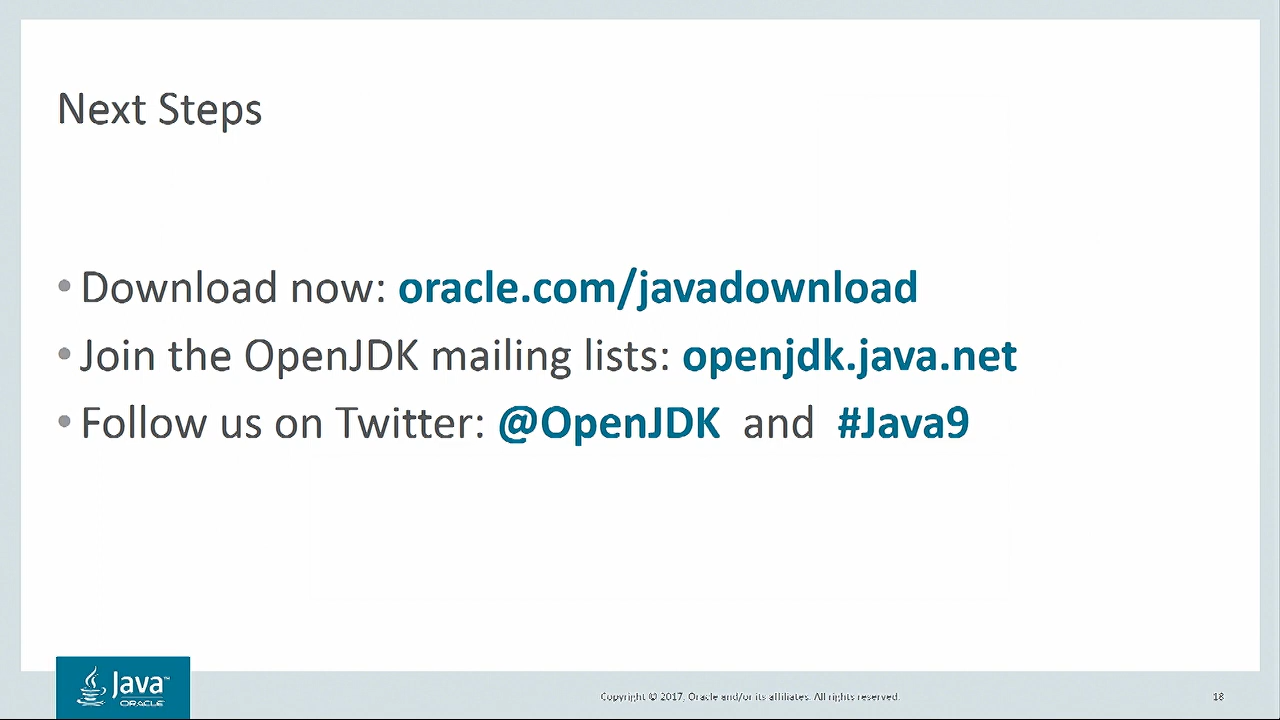 Next Steps
• Download now: oracle.com/javadownload
• Join the OpenJDK mailing lists: openjdk.java.net
• Follow us on Twitter: @OpenJDK and #Java9
Java™
ORACLE
Copyright © 2017, Oracle and/or its affiliates. All rights reserved.
18